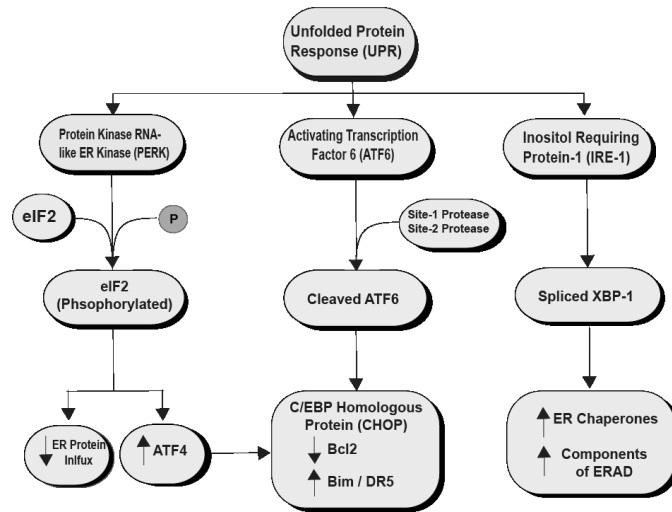 Unfolded Protein
Response (UPR)
Protein Kinase RNA-
like ER Kinase (PERK)
Activating Transcription
Factor 6 (ATF6)
Inositol Requiring
Protein-1 (IRE-1)
eIF2
P
Site-1 Protease
Site-2 Protease
eIF2
(Phsophorylated)
Cleaved ATF6
Spliced XBP-1
ER Protein
Inlfux
ATF4
C/EBP Homologous
Protein (CHOP)
Bcl2
Bim / DR5
ER Chaperones
Components
of ERAD